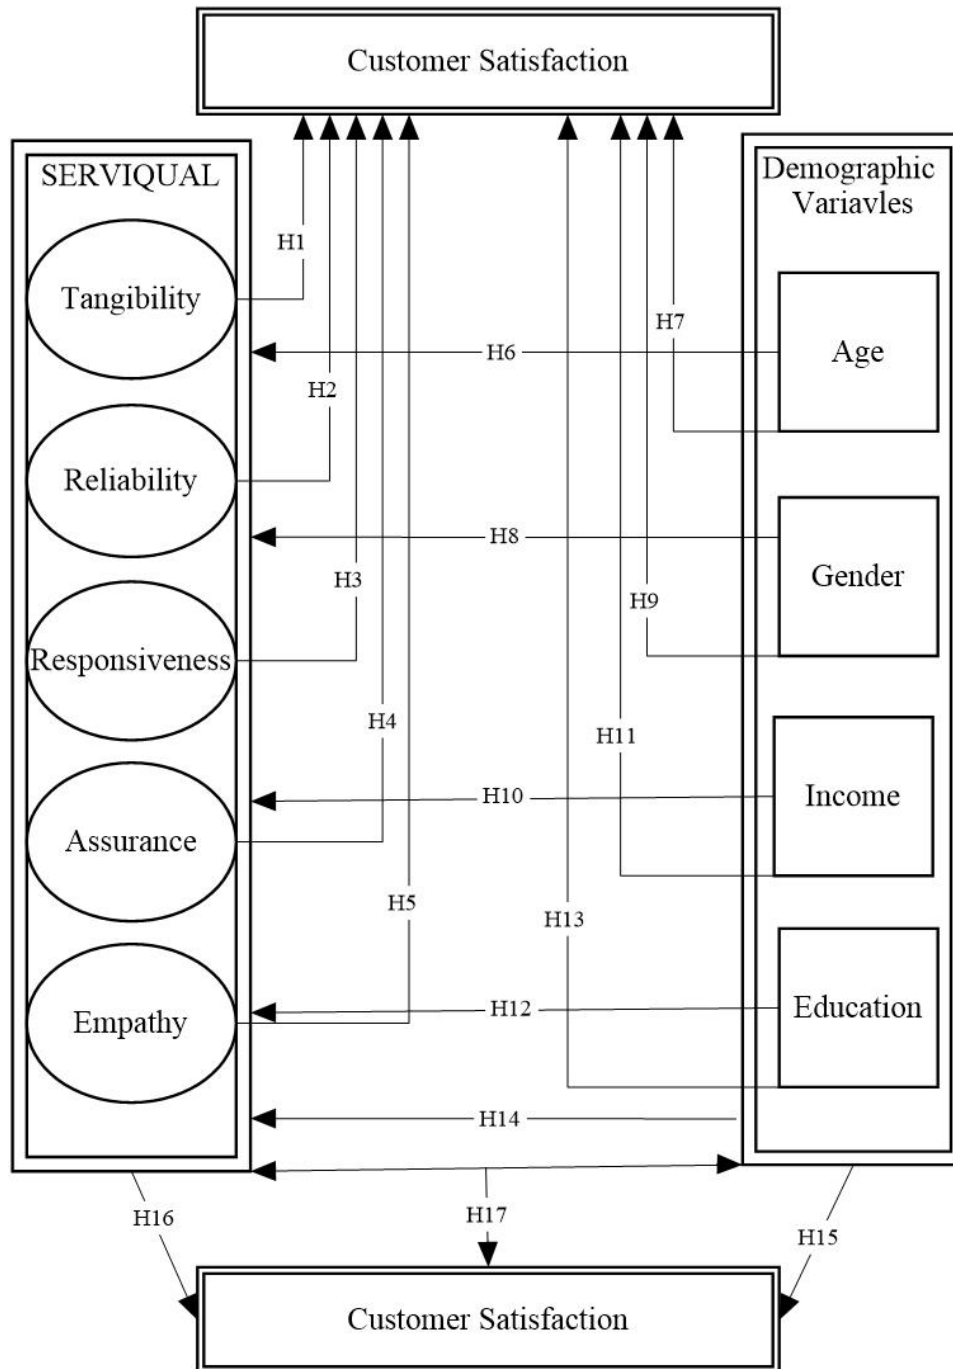 Customer Satisfaction
SERVIQUAL
Demographic
Variavles
Tangibility
H1
H7
H6
Age
H2
Reliability
H8
Gender
H3
H9
Responsiveness
H4
H11
H10
Income
Assurance
H5
H13
H12
Education
Empathy
H14
H16
H17
H15
Customer Satisfaction